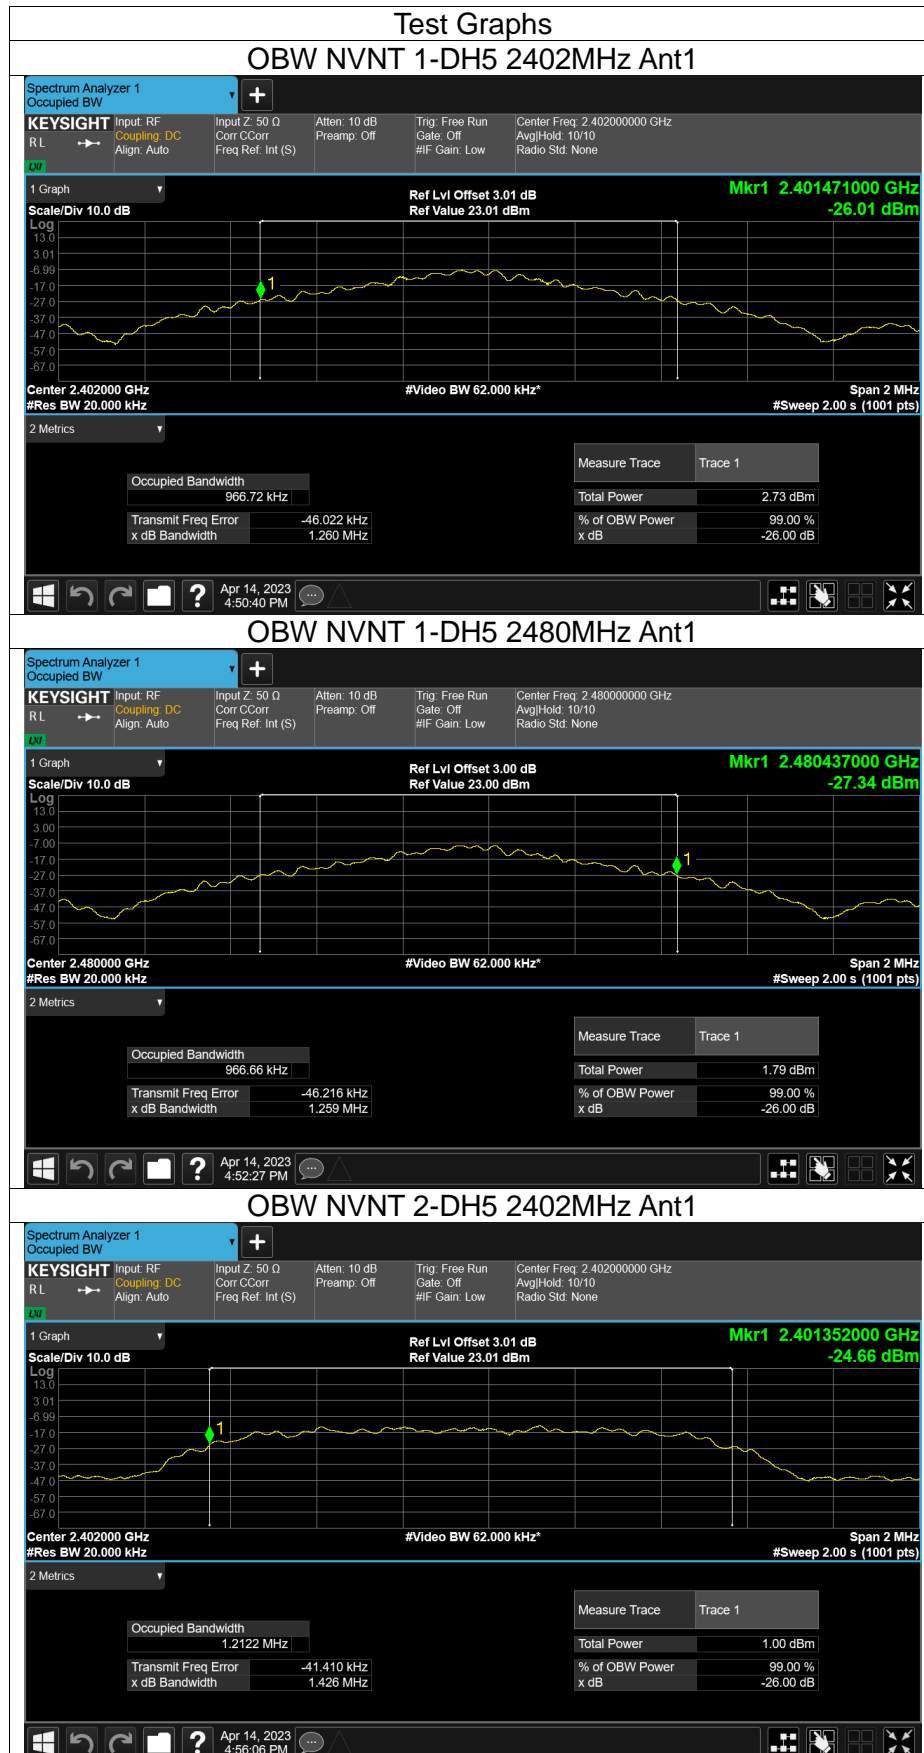 Test Graphs
OBW NVNT 1-DH5 2402MHz Ant1
Spectrum Analyzer 1
Occupied BW
KEYSIGHT Input: RF Input Z: 50 Ω Atten: 10 dB Trig: Free Run Center Freq: 2.402000000 GHz
RL Coupling: DC Corr CCorr Preamp: Off Gate: Off Avg|Hold: 10/10
Align: Auto Freq Ref: Int (S) #IF Gain: Low Radio Std: None
LXI
1 Graph
Ref Lvl Offset 3.01 dB Mkr1 2.401471000 GHz
Scale/Div 10.0 dB Ref Value 23.01 dBm -26.01 dBm
Log
13.0
3.01
-6.99
1
-17.0
-27.0
-37.0
-47.0
-57.0
-67.0
Center 2.402000 GHz #Video BW 62.000 kHz* Span 2 MHz
#Res BW 20.000 kHz #Sweep 2.00 s (1001 pts)
2 Metrics
Measure Trace Trace 1
Occupied Bandwidth
966.72 kHz Total Power 2.73 dBm
Transmit Freq Error -46.022 kHz % of OBW Power 99.00 %
x dB Bandwidth 1.260 MHz x dB -26.00 dB
? Apr 14, 2023
4:50:40 PM
OBW NVNT 1-DH5 2480MHz Ant1
Spectrum Analyzer 1
Occupied BW
KEYSIGHT Input: RF Input Z: 50 Ω Atten: 10 dB Trig: Free Run Center Freq: 2.480000000 GHz
RL Coupling: DC Corr CCorr Preamp: Off Gate: Off Avg|Hold: 10/10
Align: Auto Freq Ref: Int (S) #IF Gain: Low Radio Std: None
LXI
1 Graph
Ref Lvl Offset 3.00 dB Mkr1 2.480437000 GHz
Scale/Div 10.0 dB Ref Value 23.00 dBm -27.34 dBm
Log
13.0
3.00
-7.00
-17.0
1
-27.0
-37.0
-47.0
-57.0
-67.0
Center 2.480000 GHz #Video BW 62.000 kHz* Span 2 MHz
#Res BW 20.000 kHz #Sweep 2.00 s (1001 pts)
2 Metrics
Measure Trace Trace 1
Occupied Bandwidth
966.66 kHz Total Power 1.79 dBm
Transmit Freq Error -46.216 kHz % of OBW Power 99.00 %
x dB Bandwidth 1.259 MHz x dB -26.00 dB
? Apr 14, 2023
4:52:27 PM
OBW NVNT 2-DH5 2402MHz Ant1
Spectrum Analyzer 1
Occupied BW
KEYSIGHT Input: RF Input Z: 50 Ω Atten: 10 dB Trig: Free Run Center Freq: 2.402000000 GHz
RL Coupling: DC Corr CCorr Preamp: Off Gate: Off Avg|Hold: 10/10
Align: Auto Freq Ref: Int (S) #IF Gain: Low Radio Std: None
LXI
1 Graph
Ref Lvl Offset 3.01 dB Mkr1 2.401352000 GHz
Scale/Div 10.0 dB Ref Value 23.01 dBm -24.66 dBm
Log
13.0
3.01
-6.99
1
-17.0
-27.0
-37.0
-47.0
-57.0
-67.0
Center 2.402000 GHz #Video BW 62.000 kHz* Span 2 MHz
#Res BW 20.000 kHz #Sweep 2.00 s (1001 pts)
2 Metrics
Measure Trace Trace 1
Occupied Bandwidth
1.2122 MHz Total Power 1.00 dBm
Transmit Freq Error -41.410 kHz % of OBW Power 99.00 %
x dB Bandwidth 1.426 MHz x dB -26.00 dB
? Apr 14, 2023
4:56:06 PM